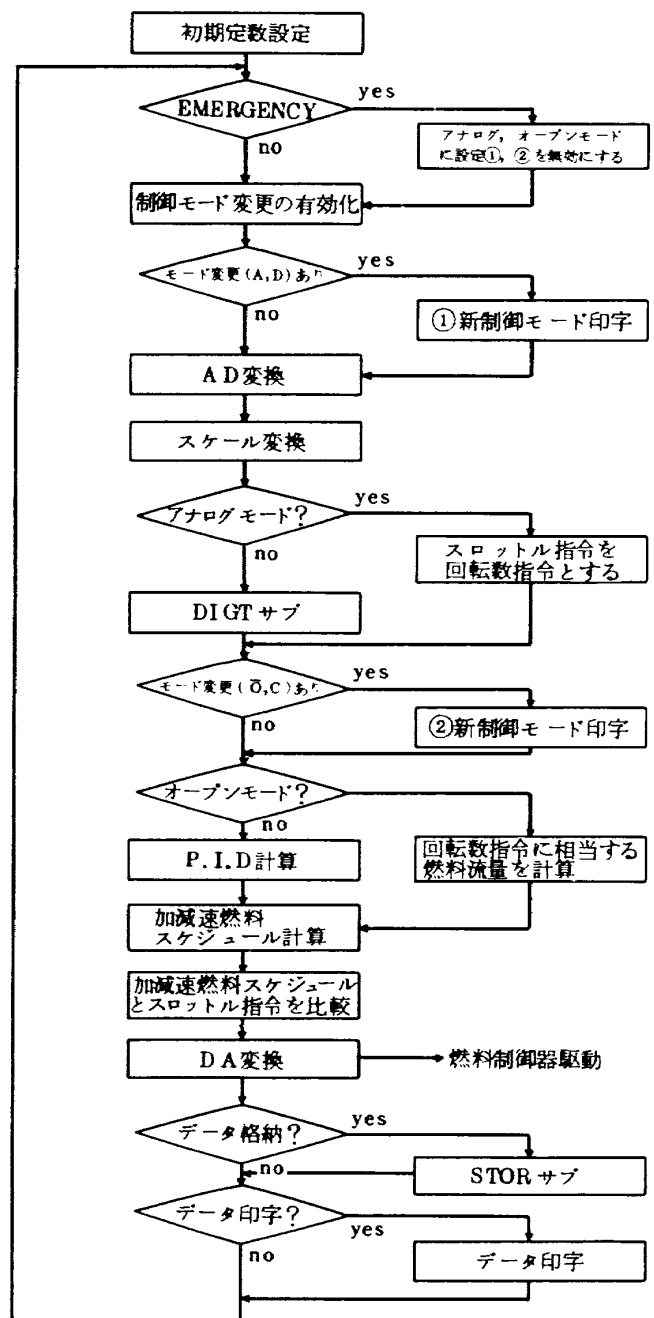 初期定数設定
EMERGENCY
yes
no
アナログ, オープンモード
に設定①, ②を無効にする
制御モード変更の有効化
モード変更(A,D)あり
yes
no
①新制御モード印字
AD変換
スケール変換
アナログモード?
yes
no
スロットル指令を
回転数指令とする
DIGTサブ
モード変更(O,C)あり
yes
no
②新制御モード印字
オープンモード?
no
P.I.D計算
回転数指令に相当する
燃料流量を計算
加減速燃料
スケジュール計算
加減速燃料スケジュール
とスロットル指令を比較
DA変換
燃料制御器駆動
データ格納?
yes
no
STORサブ
データ印字?
yes
no
データ印字